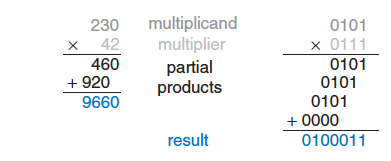 230 multiplicand 0101
× 42 multiplier × 0111
460 partial 0101
+ 920 products 0101
9660 0101
+ 0000
result 0100011